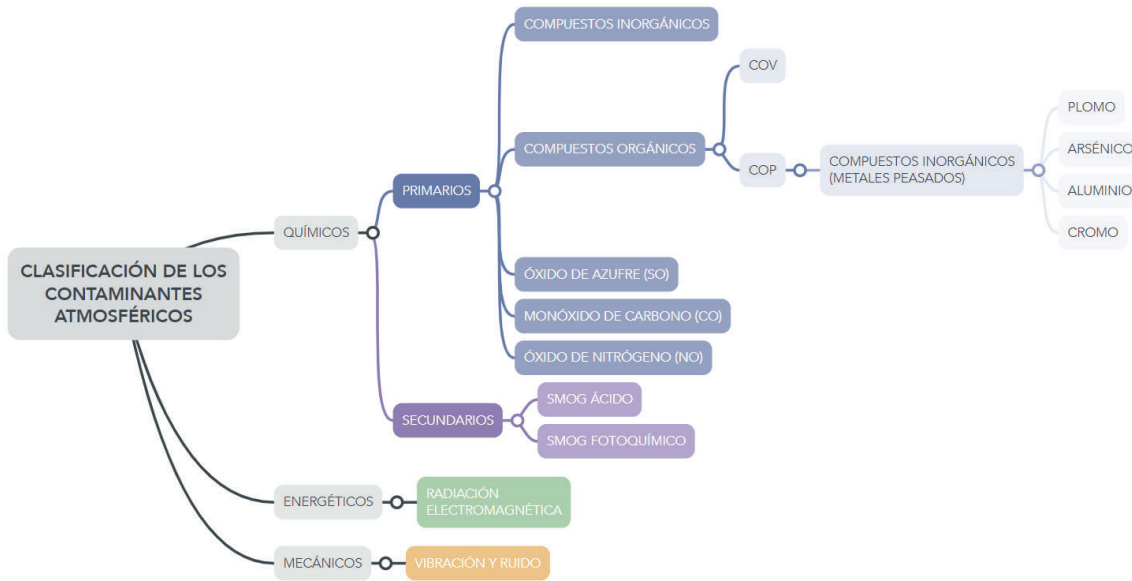 CLASIFICACIÓN DE LOS
CONTAMINANTES
ATMOSFÉRICOS
QUÍMICOS
PRIMARIOS
COMPUESTOS INORGÁNICOS
COMPUESTOS ORGÁNICOS
COV
COP
COMPUESTOS INORGÁNICOS
(METALES PEASADOS)
PLOMO
ARSÉNICO
ALUMINIO
CROMO
ÓXIDO DE AZUFRE (SO)
MONÓXIDO DE CARBONO (CO)
ÓXIDO DE NITRÓGENO (NO)
SECUNDARIOS
SMOG ÁCIDO
SMOG FOTOQUÍMICO
ENERGÉTICOS
RADIACIÓN
ELECTROMAGNÉTICA
MECÁNICOS
VIBRACIÓN Y RUIDO